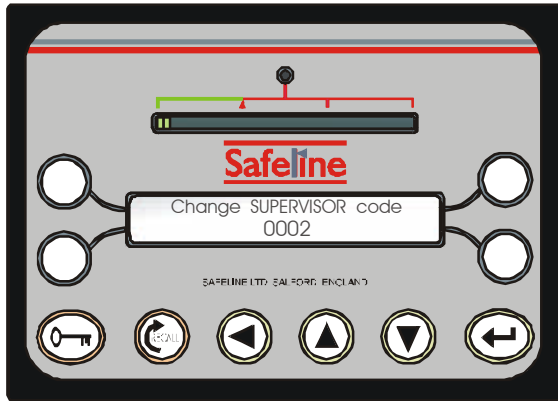 Safeline
Change SUPERVISOR code
0002
SAFELINE LTD SALFORD ENGLAND
RECALL